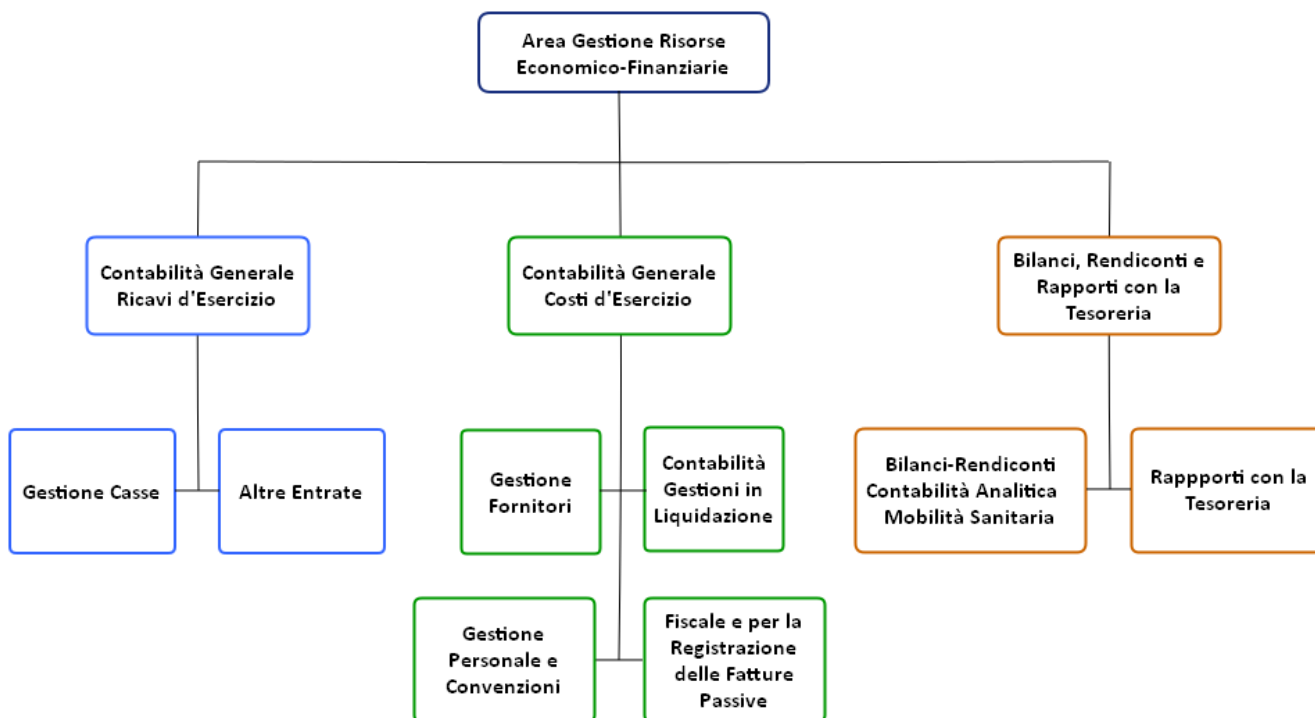 Area Gestione Risorse
Economico-Finanziarie
Contabilità Generale
Ricavi d'Esercizio
Contabilità Generale
Costi d'Esercizio
Bilanci, Rendiconti e
Rapporti con la
Tesoreria
Gestione Casse
Altre Entrate
Gestione
Fornitori
Contabilità
Gestioni in
Liquidazione
Bilanci-Rendiconti
Contabilità Analitica
Mobilità Sanitaria
Rappporti con la
Tesoreria
Gestione
Personale e
Convenzioni
Fiscale e per la
Registrazione
delle Fatture
Passive